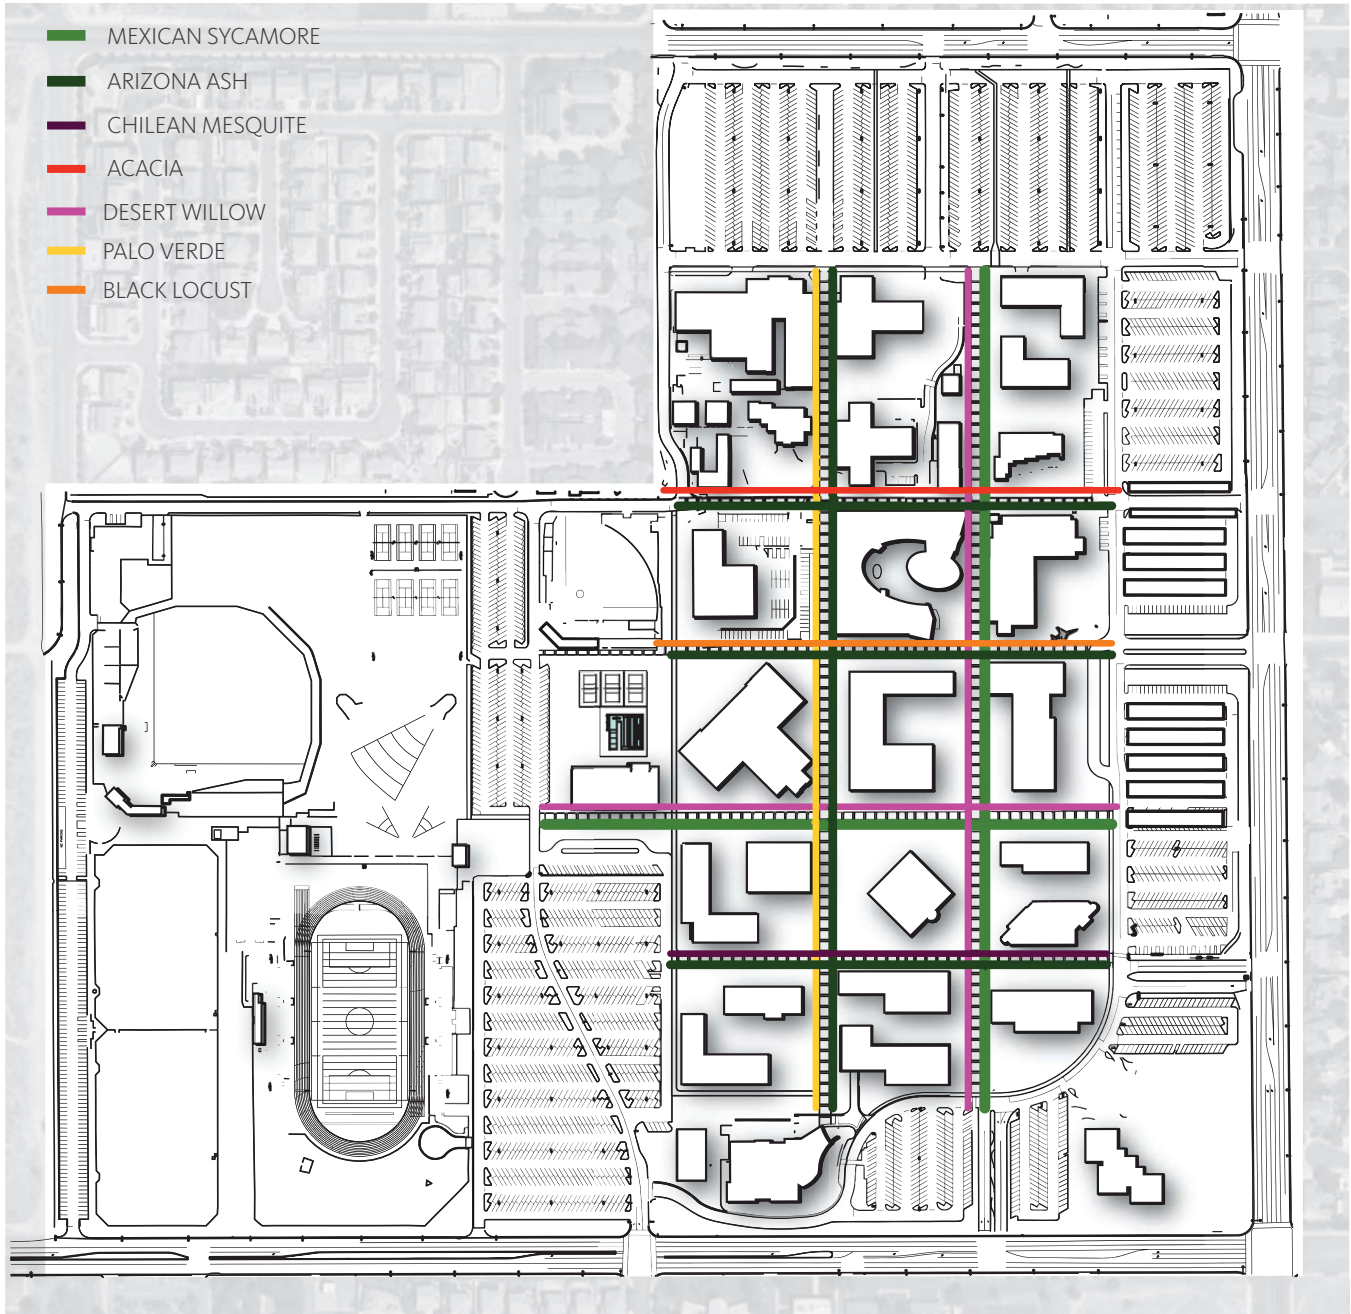 MEXICAN SYCAMORE
ARIZONA ASH
CHILEAN MESQUITE
ACACIA
DESERT WILLOW
PALO VERDE
BLACK LOCUST